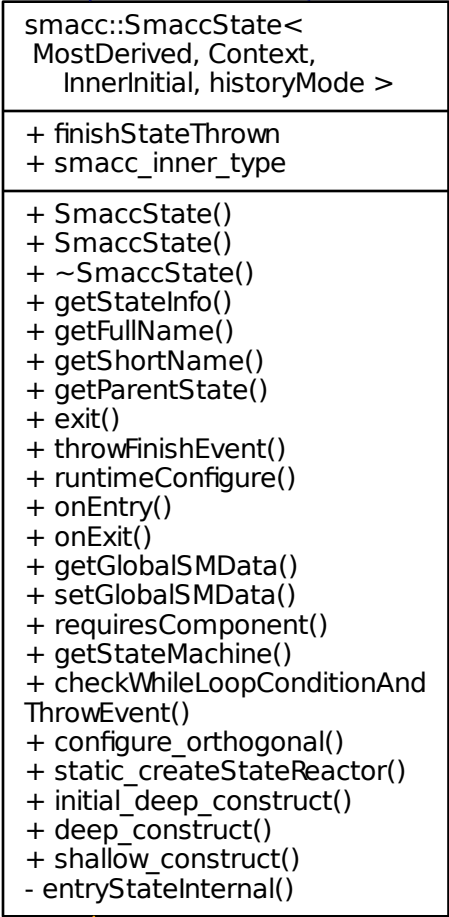 smacc::SmaccState<
MostDerived, Context,
InnerInitial, historyMode >
+ finishStateThrown
+ smacc_inner_type
+ SmaccState()
+ SmaccState()
+ ~SmaccState()
+ getStateInfo()
+ getFullName()
+ getShortName()
+ getParentState()
+ exit()
+ throwFinishEvent()
+ runtimeConfigure()
+ onEntry()
+ onExit()
+ getGlobalSMData()
+ setGlobalSMData()
+ requiresComponent()
+ getStateMachine()
+ checkWhileLoopConditionAnd
ThrowEvent()
+ configure_orthogonal()
+ static_createStateReactor()
+ initial_deep_construct()
+ deep_construct()
+ shallow_construct()
- entryStateInternal()